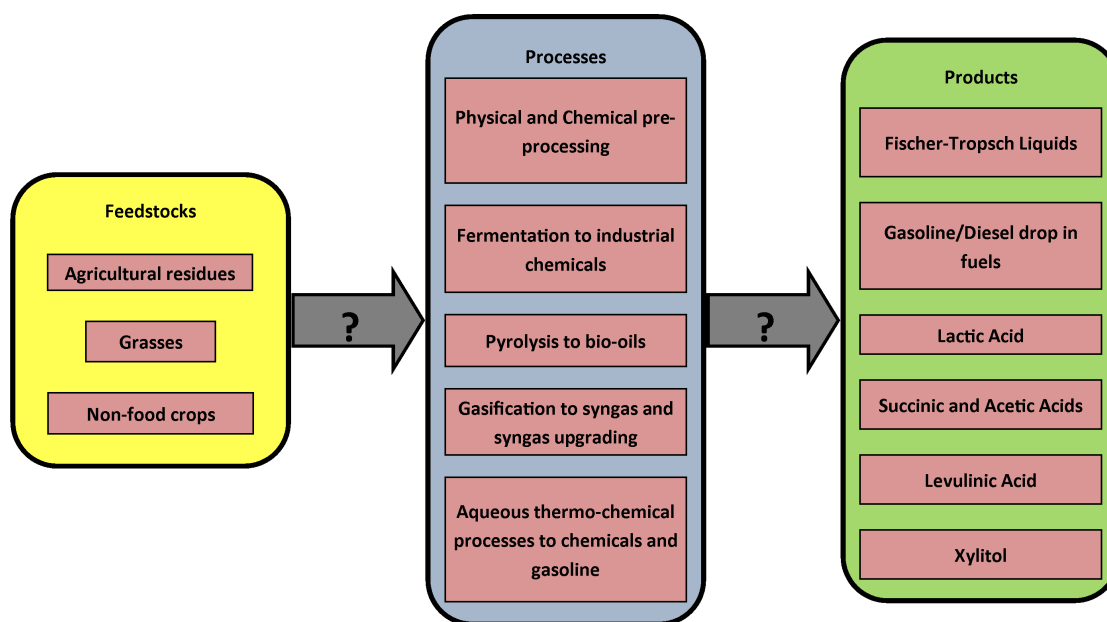 Feedstocks
Agricultural residues
Grasses
Non-food crops
?
Processes
Physical and Chemical pre-
processing
Fermentation to industrial
chemicals
Pyrolysis to bio-oils
Gasification to syngas and
syngas upgrading
Aqueous thermo-chemical
processes to chemicals and
gasoline
?
Products
Fischer-Tropsch Liquids
Gasoline/Diesel drop in
fuels
Lactic Acid
Succinic and Acetic Acids
Levulinic Acid
Xylitol